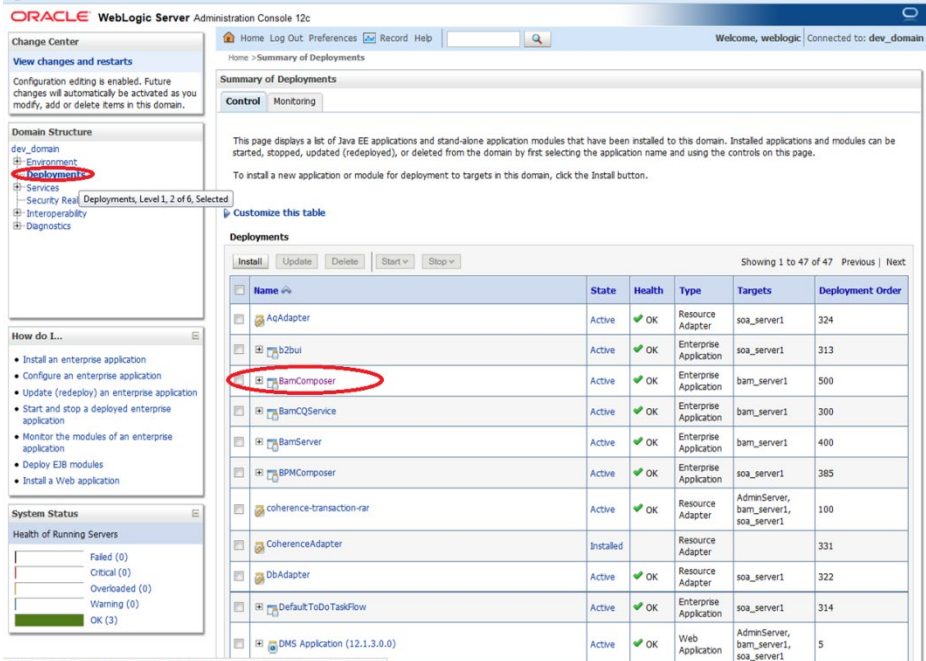 ORACLE WebLogic Server Administration Console 12c
Change Center
View changes and restarts
Configuration editing is enabled. Future
changes will automatically be activated as you
modify, add or delete items in this domain.
Domain Structure
dev_domain
Environment
Deployments
Services
Security Real
Deployments, Level 1, 2 of 6, Selected
Interoperability
Diagnostics
How do I...
Install an enterprise application
Configure an enterprise application
Update (redeploy) an enterprise application
Start and stop a deployed enterprise
application
Monitor the modules of an enterprise
application
Deploy EJB modules
Install a Web application
System Status
Health of Running Servers
Failed (0)
Critical (0)
Overloaded (0)
Warning (0)
OK (3)
Home Log Out Preferences Record Help
Welcome, weblogic Connected to: dev_domain
Home >Summary of Deployments
Summary of Deployments
Control Monitoring
This page displays a list of Java EE applications and stand-alone application modules that have been installed to this domain. Installed applications and modules can be
started, stopped, updated (redeployed), or deleted from the domain by first selecting the application name and using the controls on this page.
To install a new application or module for deployment to targets in this domain, click the Install button.
Customize this table
Deployments
Install Update Delete Start Stop Showing 1 to 47 of 47 Previous | Next
Name State Health Type Targets Deployment Order
AqAdapter Active OK Resource Adapter soa_server1 324
b2bui Active OK Enterprise Application soa_server1 313
BamComposer Active OK Enterprise Application bam_server1 500
BamCQService Active OK Enterprise Application bam_server1 300
BamServer Active OK Enterprise Application bam_server1 400
BPMComposer Active OK Enterprise Application soa_server1 385
coherence-transaction-rar Active OK Resource Adapter AdminServer, bam_server1, soa_server1 100
CoherenceAdapter Installed Resource Adapter 331
DbAdapter Active OK Resource Adapter soa_server1 322
DefaultToDoTaskFlow Active OK Enterprise Application soa_server1 314
DMS Application (12.1.3.0.0) Active OK Web Application AdminServer, bam_server1, soa_server1 5